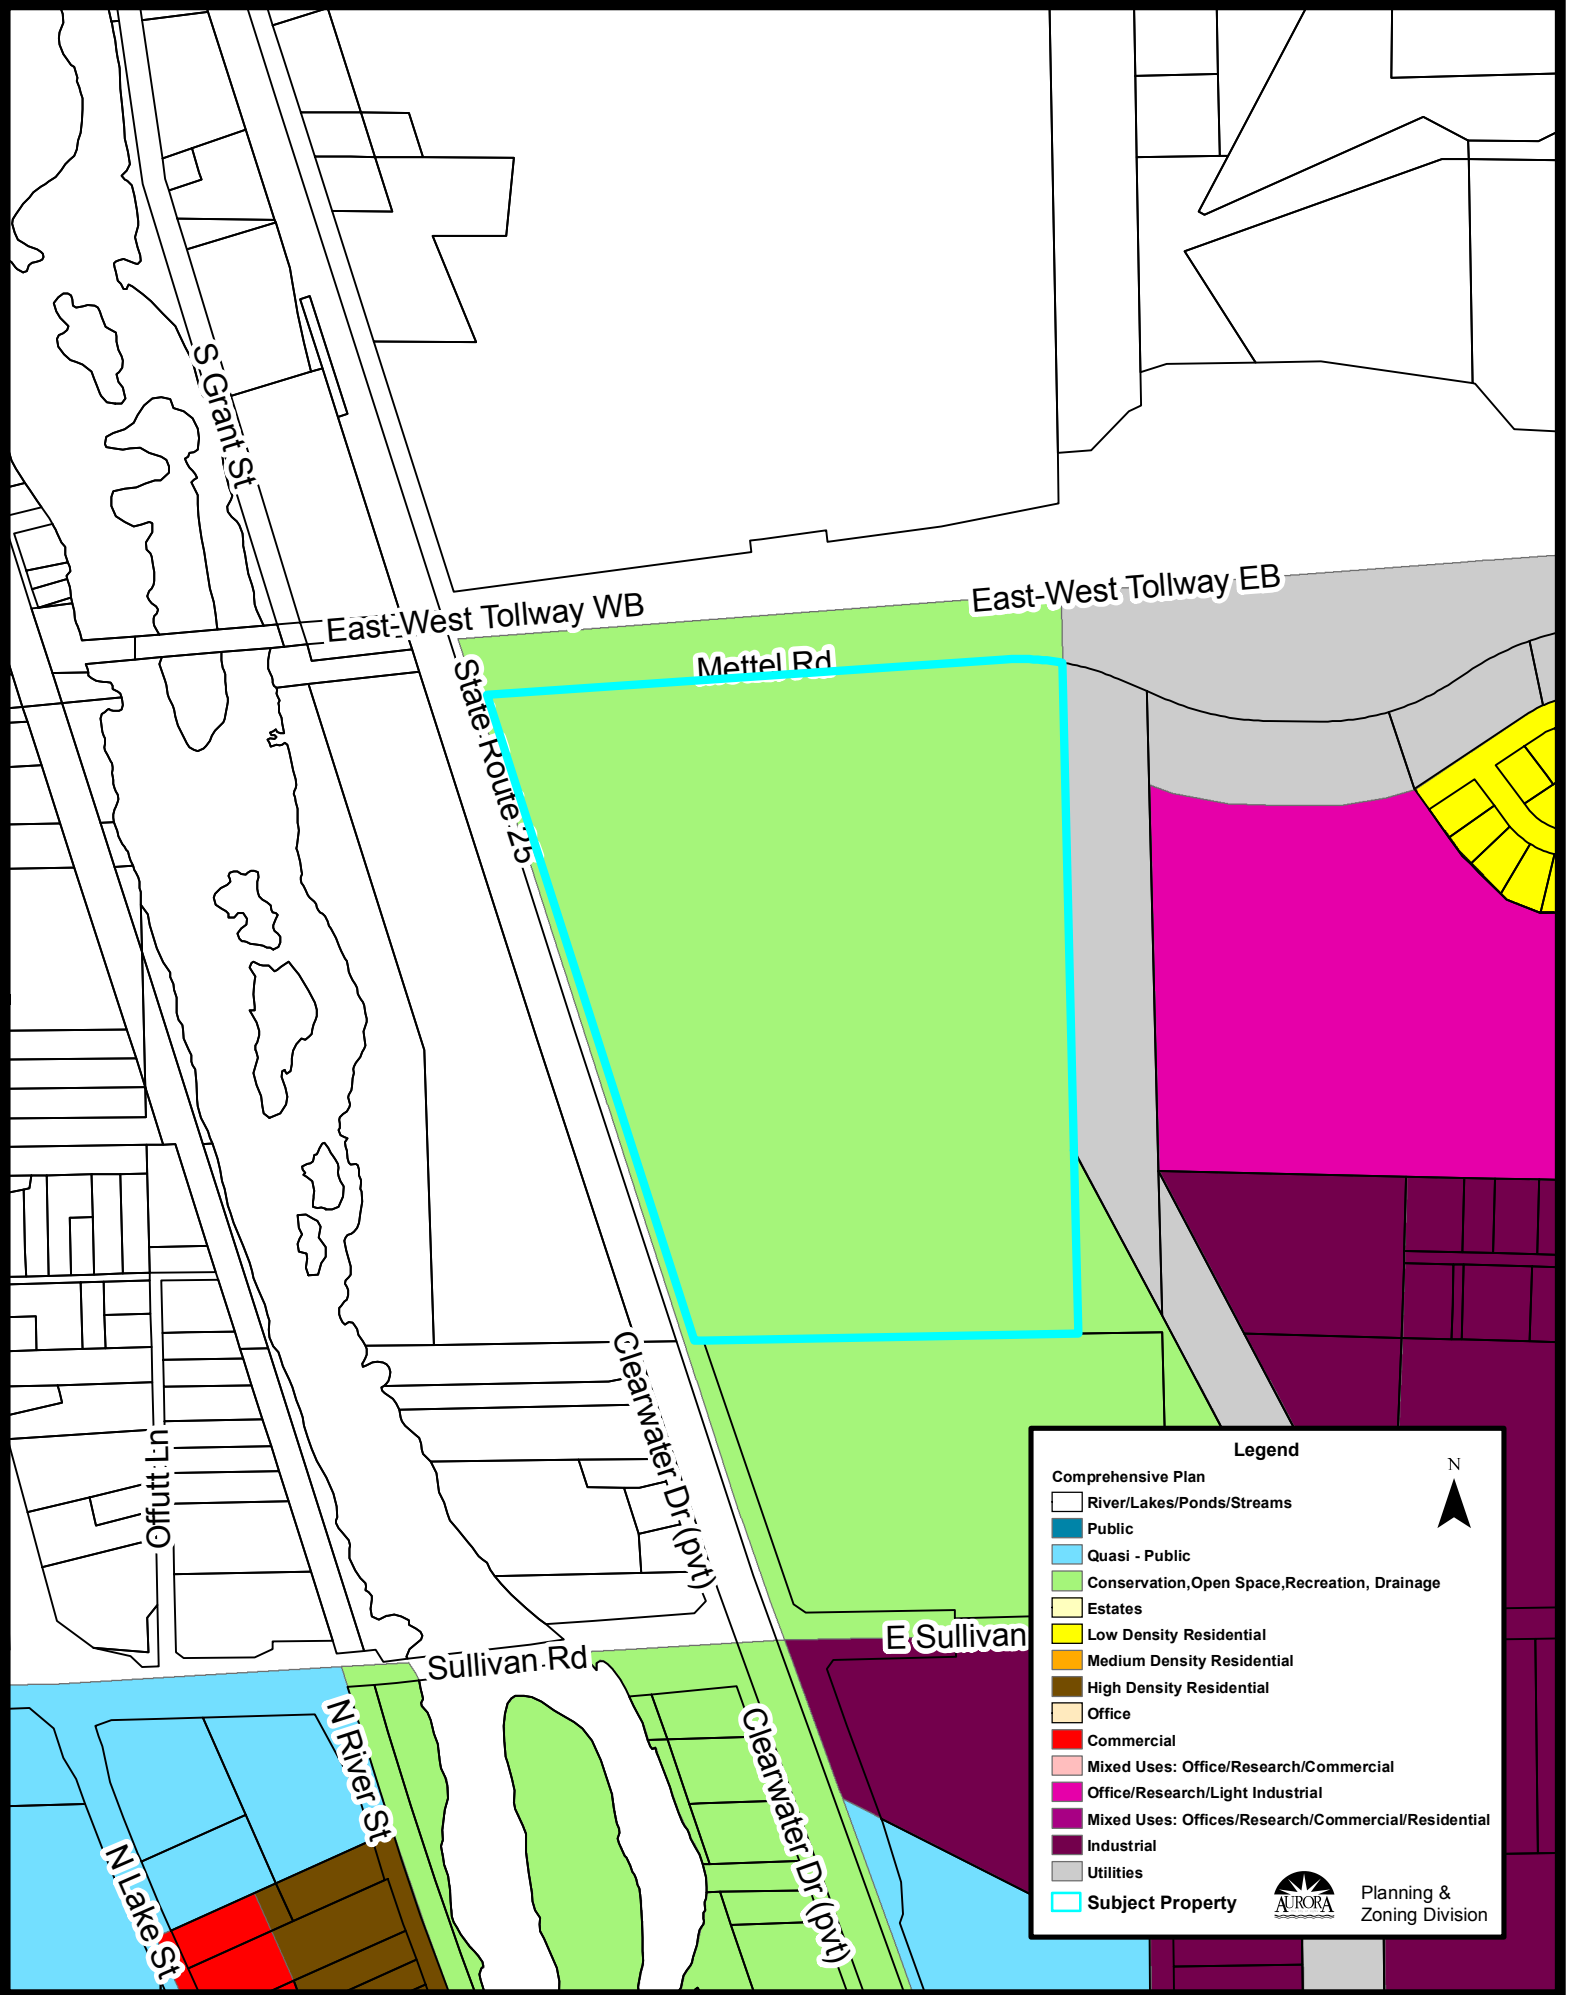 S Grant St
East-West Tollway WB
East-West Tollway EB
Mettel Rd
State Route 25
Clearwater Dr (pvt)
Offutt Ln
Sullivan Rd
E Sullivan
N River St
Clearwater Dr (pvt)
N Lake St
Legend
N
Comprehensive Plan
River/Lakes/Ponds/Streams
Public
Quasi - Public
Conservation,Open Space,Recreation, Drainage
Estates
Low Density Residential
Medium Density Residential
High Density Residential
Office
Commercial
Mixed Uses: Office/Research/Commercial
Office/Research/Light Industrial
Mixed Uses: Offices/Research/Commercial/Residential
Industrial
Utilities
Subject Property
AURORA
Planning &
Zoning Division